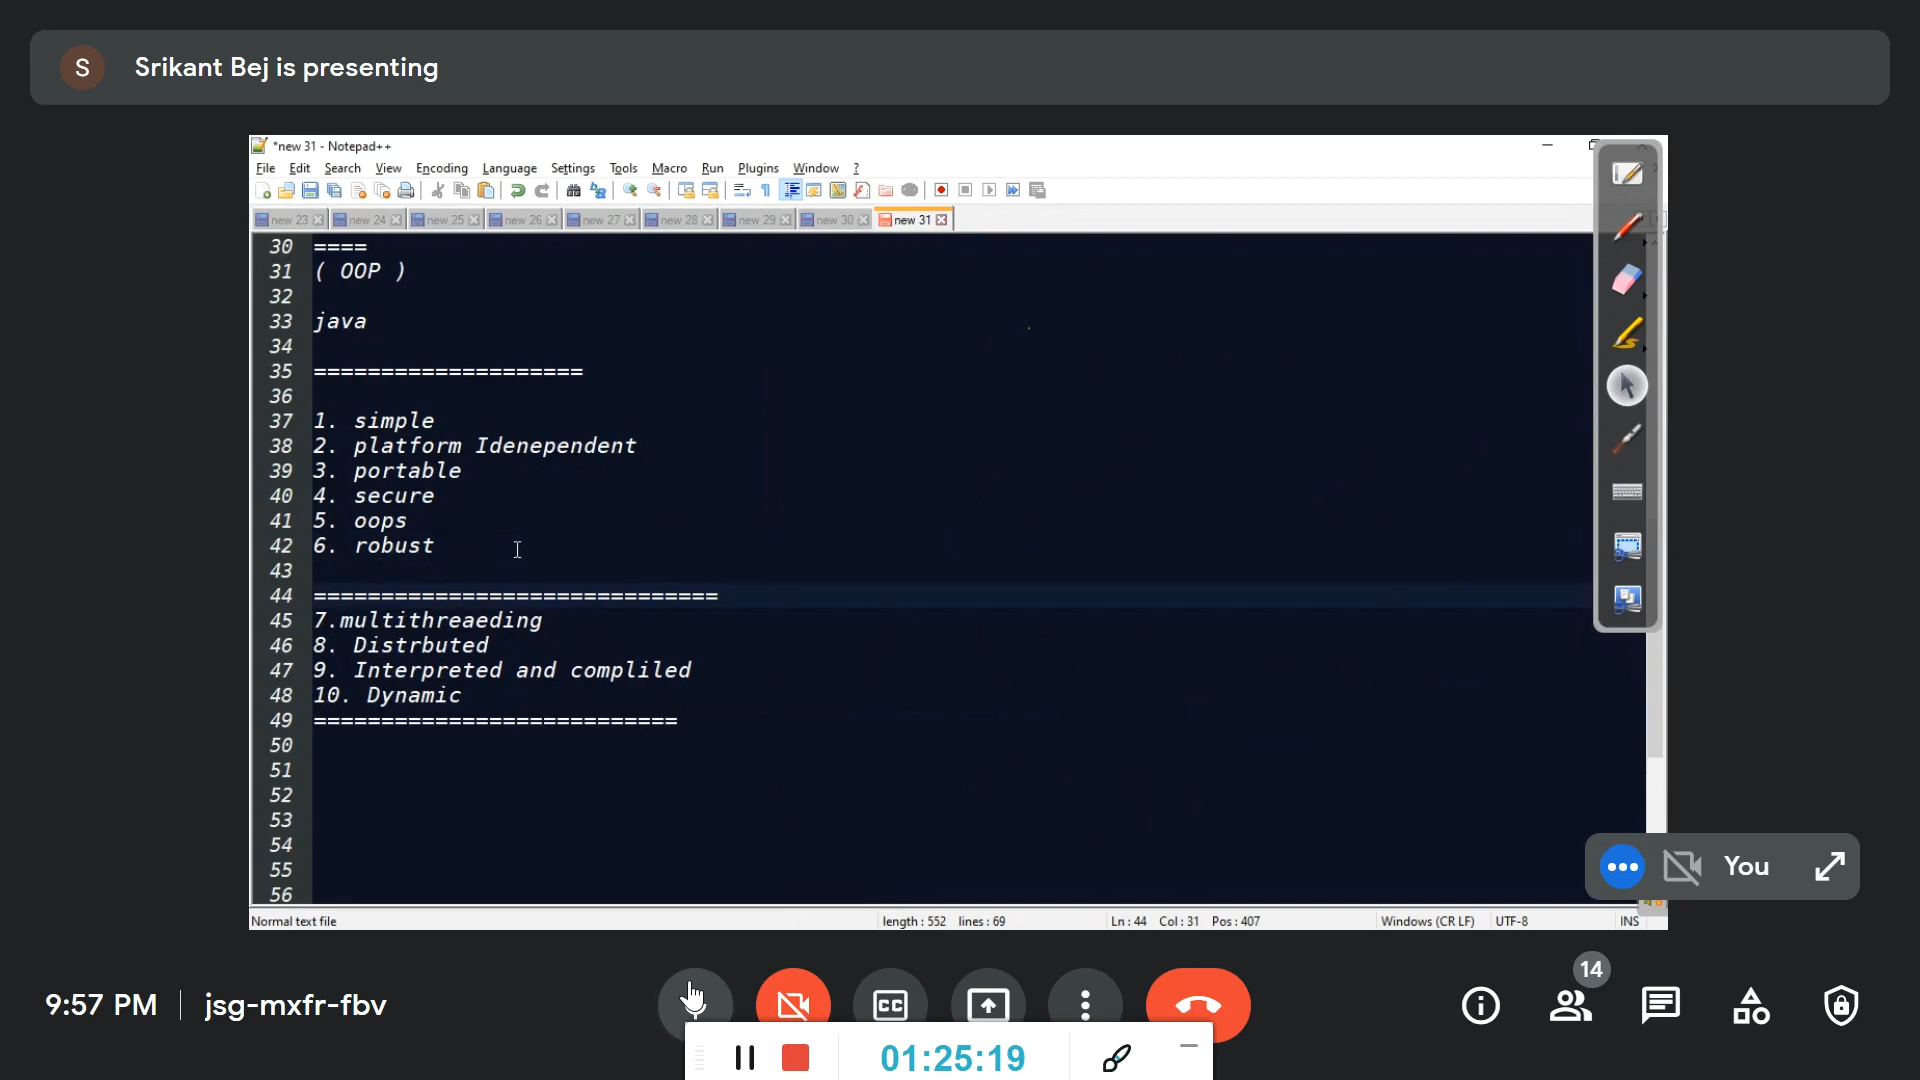 S Srikant Bej is presenting
*new 31 - Notepad++
File Edit Search View Encoding Language Settings Tools Macro Run Plugins Window ?
new 23 new 24 new 25 new 26 new 27 new 28 new 29 new 30 new 31
30 ====
31 ( OOP )
32
33 java
34
35 ====================
36
37 1. simple
38 2. platform Idenependent
39 3. portable
40 4. secure
41 5. oops
42 6. robust
43
44 ==============================
45 7.multithreaeding
46 8. Distrbuted
47 9. Interpreted and compliled
48 10. Dynamic
49 ===========================
50
51
52
53
54
55
56
You
Normal text file length : 552 lines : 69 Ln : 44 Col : 31 Pos : 407 Windows (CR LF) UTF-8 INS
14
9:57 PM | jsg-mxfr-fbv
CC
01:25:19